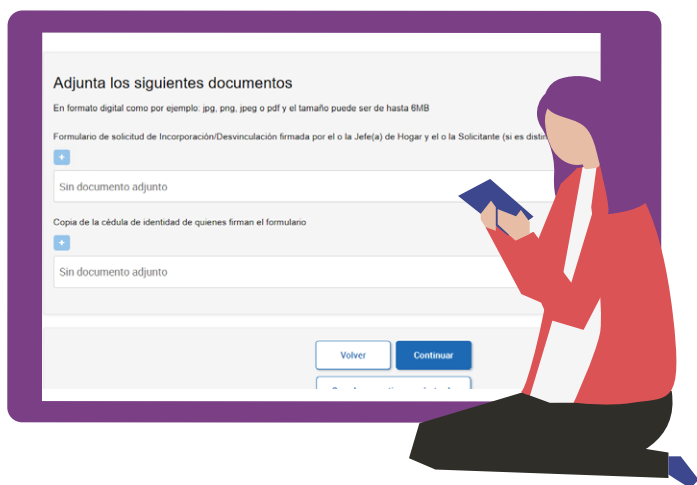 Adjunta los siguientes documentos
En formato digital como por ejemplo: jpg, png, jpeg o pdf y el tamaño puede ser de hasta 6MB
Formulario de solicitud de Incorporación/Desvinculación firmada por el o la Jefe(a) de Hogar y el o la Solicitante (si es
+
Sin documento adjunto
Copia de la cédula de identidad de quienes firman el formulario
+
Sin documento adjunto
Volver Continuar